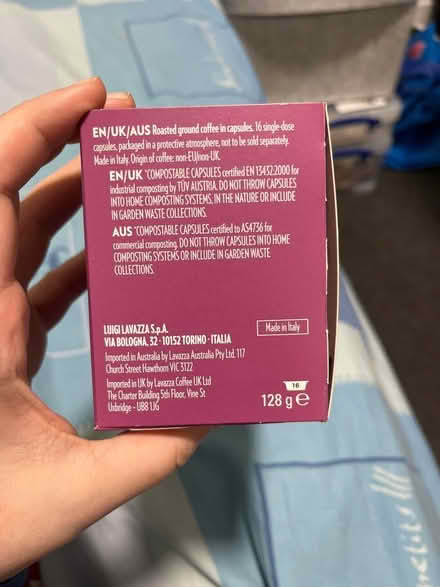 EN/UK/AUS Roasted ground coffee in capsules. 16 single-dose
capsules, packaged in a protective atmosphere, not to be sold separately.
Made in Italy. Origin of coffee: non-EU/non-UK.
EN/UK *COMPOSTABLE CAPSULES certified EN 13432:2000 for
industrial composting by TÜV AUSTRIA. DO NOT THROW CAPSULES
INTO HOME COMPOSTING SYSTEMS, IN THE NATURE OR INCLUDE
IN GARDEN WASTE COLLECTIONS.
AUS *COMPOSTABLE CAPSULES certified to AS4736 for
commercial composting. DO NOT THROW CAPSULES INTO HOME
COMPOSTING SYSTEMS OR INCLUDE IN GARDEN WASTE
COLLECTIONS.
LUIGI LAVAZZA S.p.A.
VIA BOLOGNA, 32 · 10152 TORINO · ITALIA
Made in Italy
Imported in Australia by Lavazza Australia Pty Ltd. 117
Church Street Hawthorn VIC 3122
Imported in UK by Lavazza Coffee UK Ltd
The Charter Building 5th Floor, Vine St
Uxbridge - UB8 1JG
16
128 g e